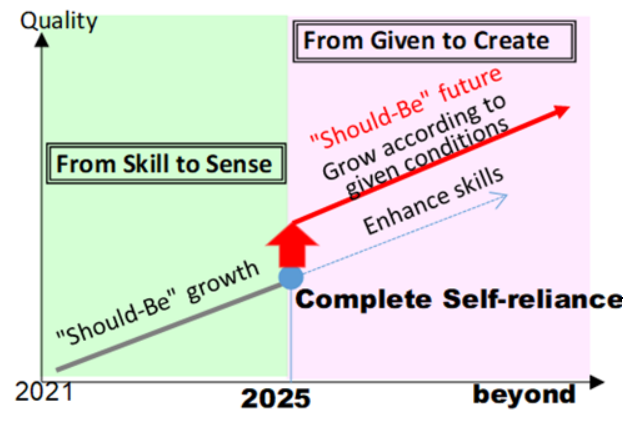 Quality
From Given to Create
"Should-Be" future
Grow according to
given conditions
From Skill to Sense
Enhance skills
"Should-Be" growth
Complete Self-reliance
2021
2025
beyond